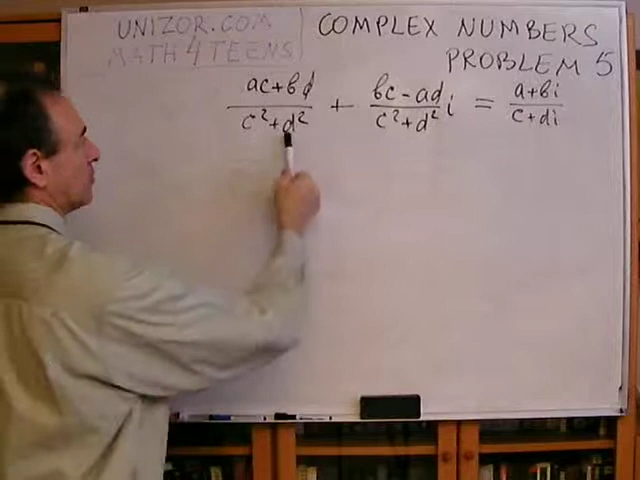 UNIZOR.COM
MATH 4 TEENS
COMPLEX NUMBERS
PROBLEM 5
ac+bd / c²+d² + bc-ad / c²+d² i = a+bi / c+di